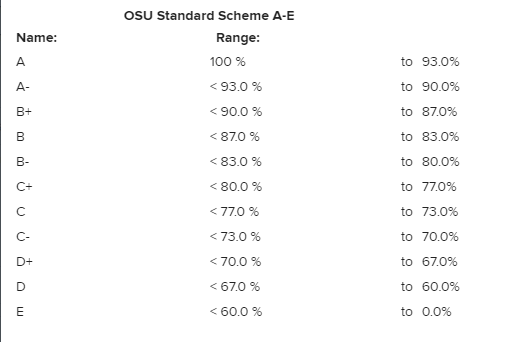 OSU Standard Scheme A-E
Name: Range:
A 100 % to 93.0%
A- < 93.0 % to 90.0%
B+ < 90.0 % to 87.0%
B < 87.0 % to 83.0%
B- < 83.0 % to 80.0%
C+ < 80.0 % to 77.0%
C < 77.0 % to 73.0%
C- < 73.0 % to 70.0%
D+ < 70.0 % to 67.0%
D < 67.0 % to 60.0%
E < 60.0 % to 0.0%